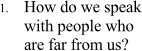 1. How do we speak
with people who
are far from us?